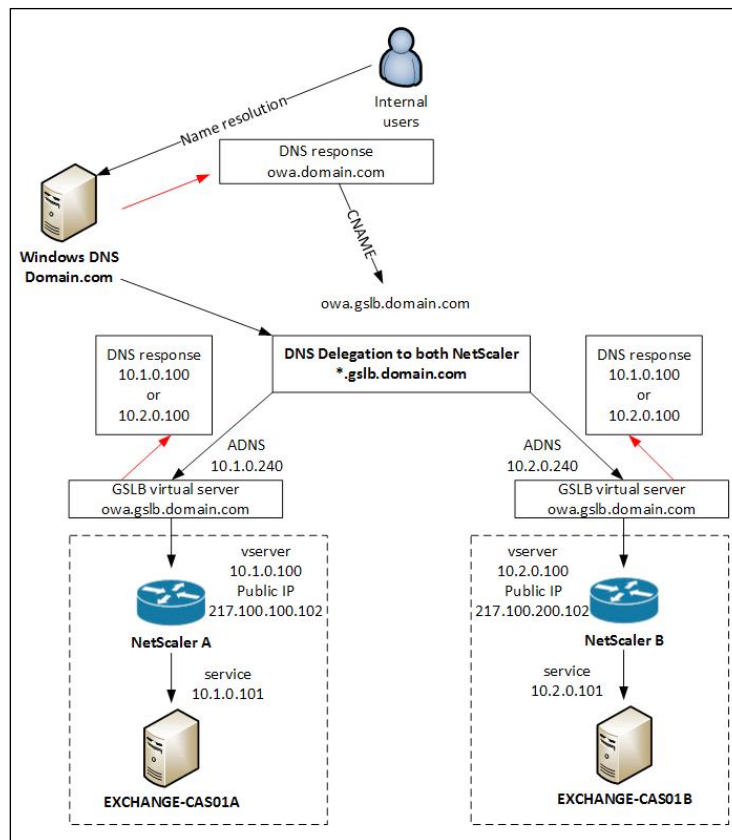 Internal
users
Name resolution
DNS response
owa.domain.com
Windows DNS
Domain.com
CNAME
owa.gslb.domain.com
DNS response
10.1.0.100
or
10.2.0.100
DNS Delegation to both NetScaler
*.gslb.domain.com
DNS response
10.1.0.100
or
10.2.0.100
ADNS
10.1.0.240
ADNS
10.2.0.240
GSLB virtual server
owa.gslb.domain.com
GSLB virtual server
owa.gslb.domain.com
vserver
10.1.0.100
Public IP
217.100.100.102
NetScaler A
service
10.1.0.101
EXCHANGE-CAS01A
vserver
10.2.0.100
Public IP
217.100.200.102
NetScaler B
service
10.2.0.101
EXCHANGE-CAS01B